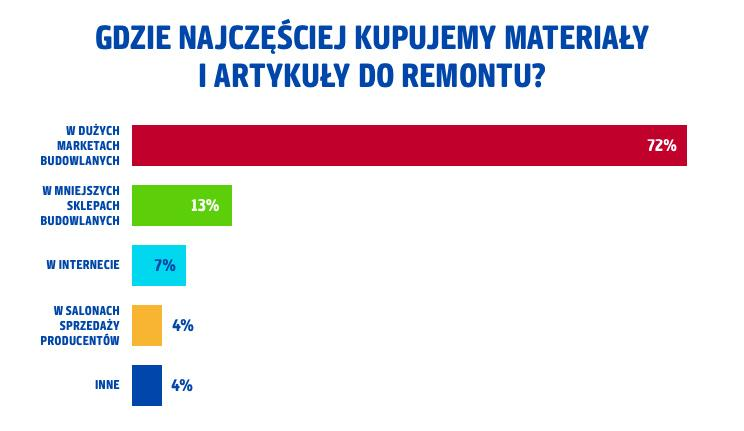 GDZIE NAJCZĘŚCIEJ KUPUJEMY MATERIAŁY
I ARTYKUŁY DO REMONTU?
W DUŻYCH
MARKETACH
BUDOWLANYCH
72%
W MNIEJSZYCH
SKLEPACH
BUDOWLANYCH
13%
W INTERNECIE
7%
W SALONACH
SPRZEDAŻY
PRODUCENTÓW
4%
INNE
4%